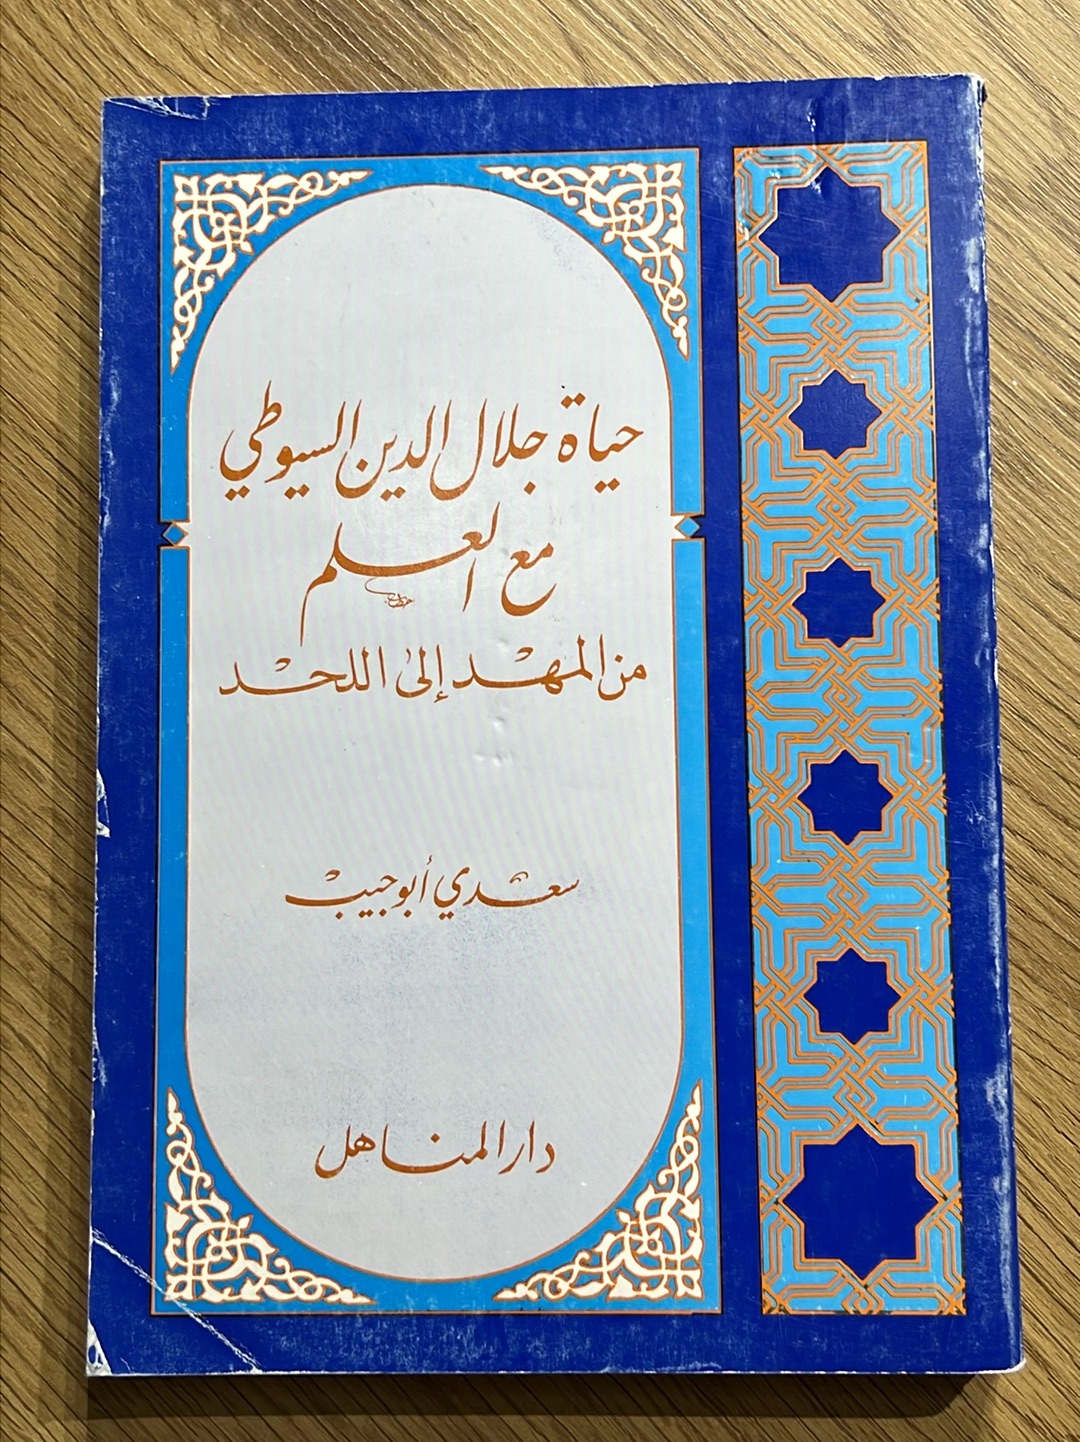 حياة جلال الدين السيوطي
مع العلم
من المهد إلى اللحد
سعدي أبو جيب
دار المناهل